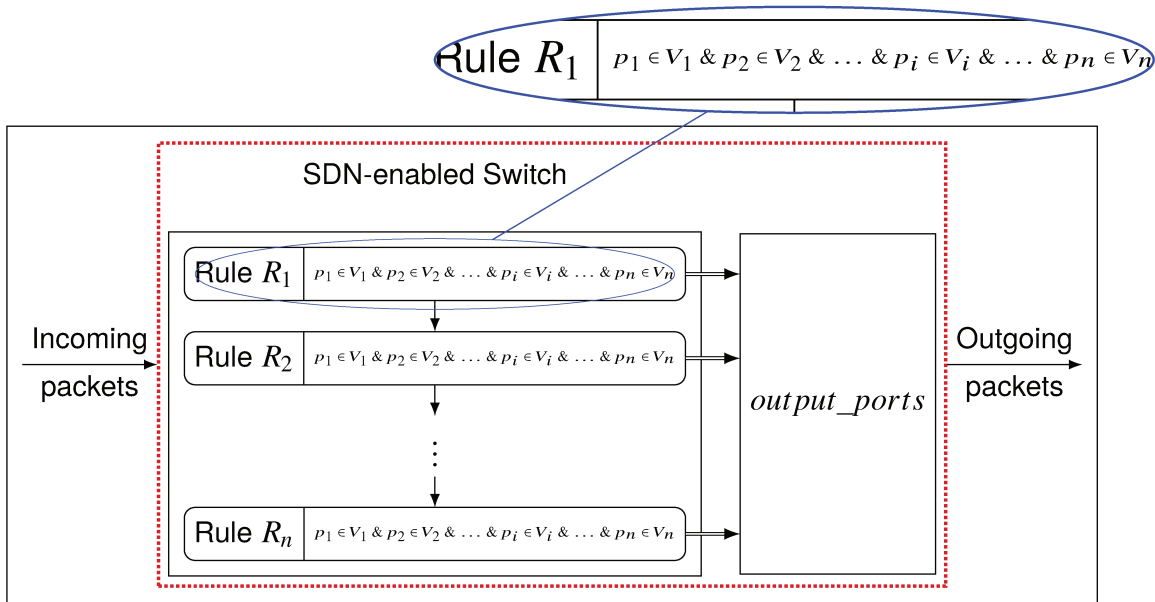 Rule R₁ p₁ ∈ V₁ & p₂ ∈ V₂ & … & pᵢ ∈ Vᵢ & … & pₙ ∈ Vₙ
SDN-enabled Switch
Rule R₁ p₁ ∈ V₁ & p₂ ∈ V₂ & … & pᵢ ∈ Vᵢ & … & pₙ ∈ Vₙ
Incoming
packets
Rule R₂ p₁ ∈ V₁ & p₂ ∈ V₂ & … & pᵢ ∈ Vᵢ & … & pₙ ∈ Vₙ
⋮
Rule Rₙ p₁ ∈ V₁ & p₂ ∈ V₂ & … & pᵢ ∈ Vᵢ & … & pₙ ∈ Vₙ
output_ports
Outgoing
packets